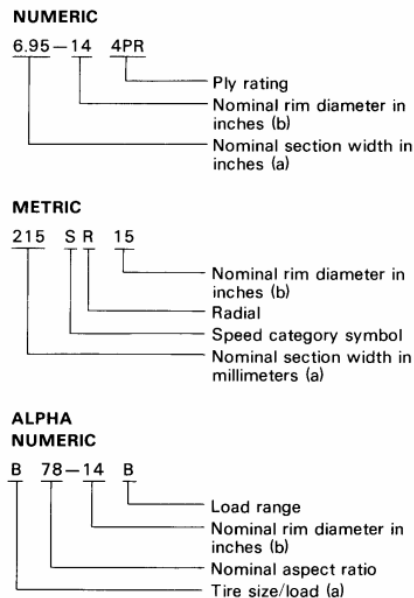 NUMERIC
6.95–14 4PR
Ply rating
Nominal rim diameter in
inches (b)
Nominal section width in
inches (a)
METRIC
215 S R 15
Nominal rim diameter in
inches (b)
Radial
Speed category symbol
Nominal section width in
millimeters (a)
ALPHA
NUMERIC
B 78–14 B
Load range
Nominal rim diameter in
inches (b)
Nominal aspect ratio
Tire size/load (a)